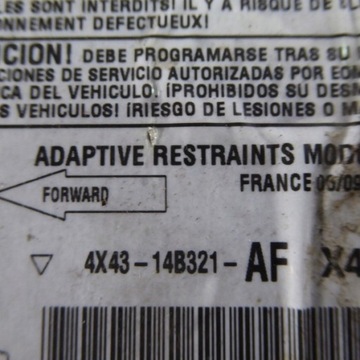 LES SONT INTERDITS! IL Y A RISQUE DE
ONNEMENT DEFECTUEUX!
DEBE PROGRAMARSE TRAS SU
CIONES DE SERVICIO AUTORIZADAS POR
CA DEL VEHICULO. ¡PROHIBIDOS SU
S VEHICULOS! ¡RIESGO DE LESIONES O
ADAPTIVE RESTRAINTS
FORWARD
FRANCE
4X43-14B321-AF X4